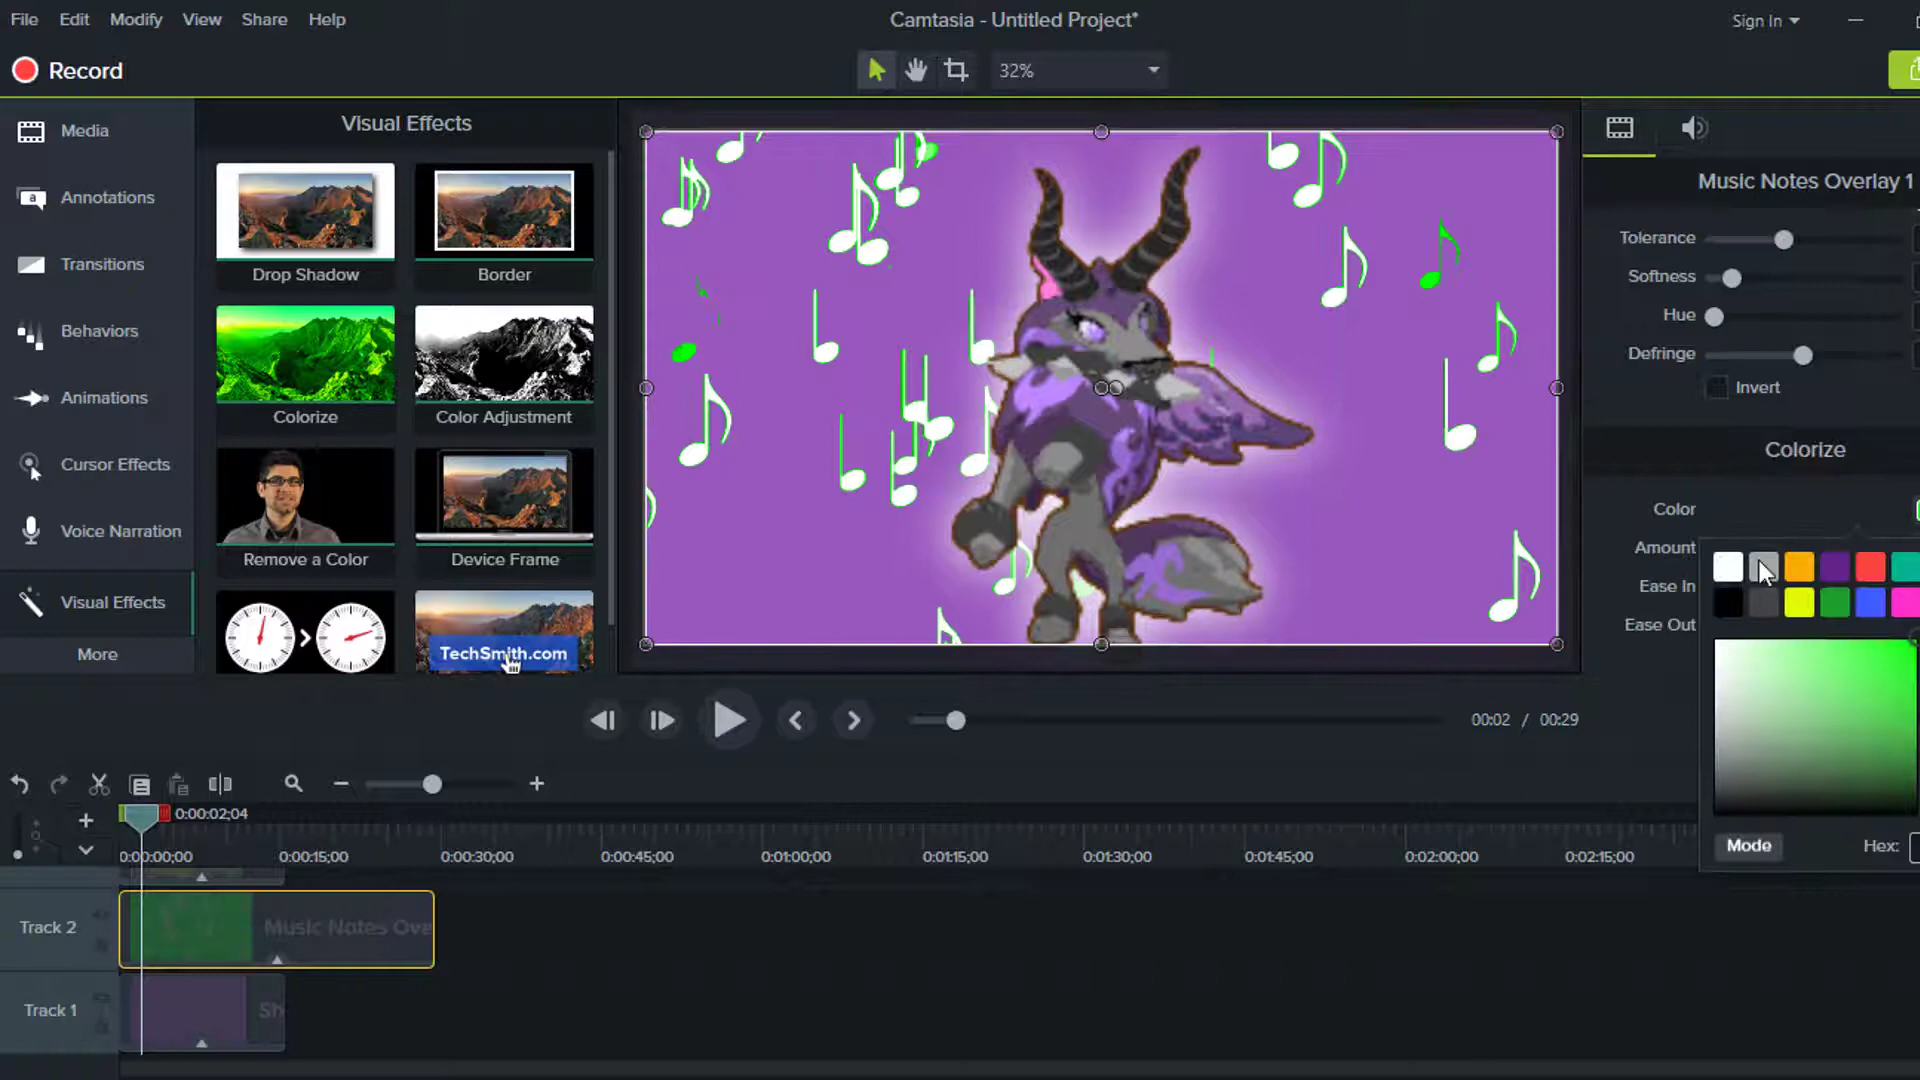 File Edit Modify View Share Help
Camtasia - Untitled Project*
Sign In
Record
32%
Media
Annotations
Transitions
Behaviors
Animations
Cursor Effects
Voice Narration
Visual Effects
More
Visual Effects
Drop Shadow
Border
Colorize
Color Adjustment
Remove a Color
Device Frame
TechSmith.com
Music Notes Overlay 1
Tolerance
Softness
Hue
Defringe
Invert
Colorize
Color
Amount
Ease In
Ease Out
Mode
Hex:
00:02 / 00:29
0:00:02;04
0:00:00;00 0:00:15;00 0:00:30;00 0:00:45;00 0:01:00;00 0:01:15;00 0:01:30;00 0:01:45;00 0:02:00;00 0:02:15;00
Track 2
Music Notes Ove
Track 1
Sh